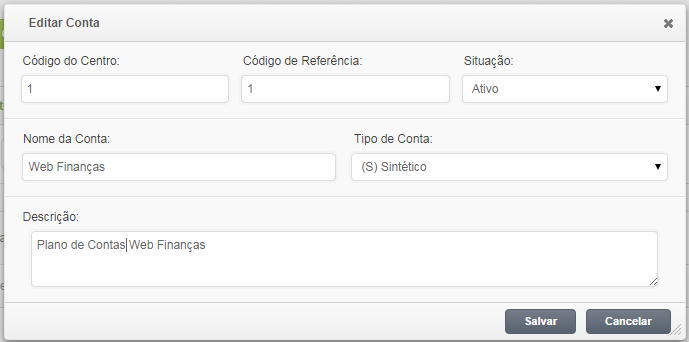 Editar Conta
Código do Centro: Código de Referência: Situação:
1 1 Ativo
Nome da Conta: Tipo de Conta:
Web Finanças (S) Sintético
Descrição:
Plano de Contas Web Finanças
Salvar Cancelar